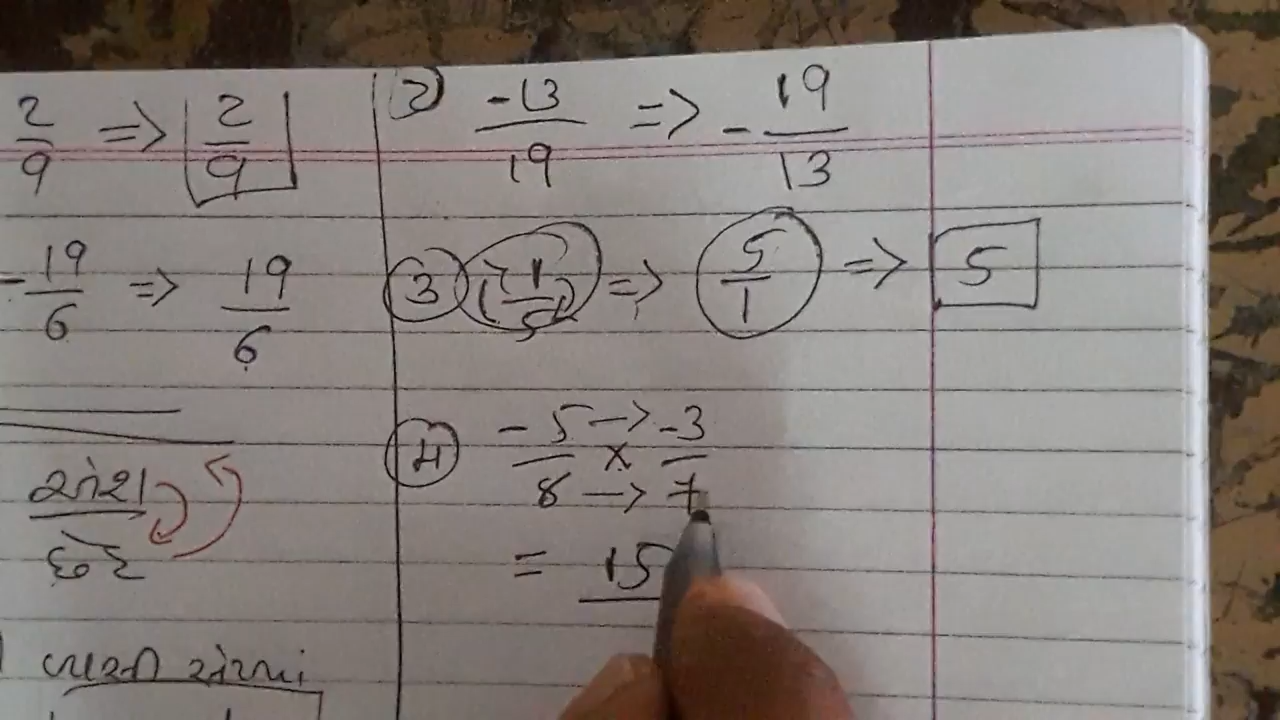 2/9 => 2/9
-19/6 => 19/6
અંશ
છેદ
વ્યસ્ત સંખ્યા
2) -13/19 => -19/13
3 (1/5) => 5/1 => 5
4 -5/8 → × -3/7 →
= 15